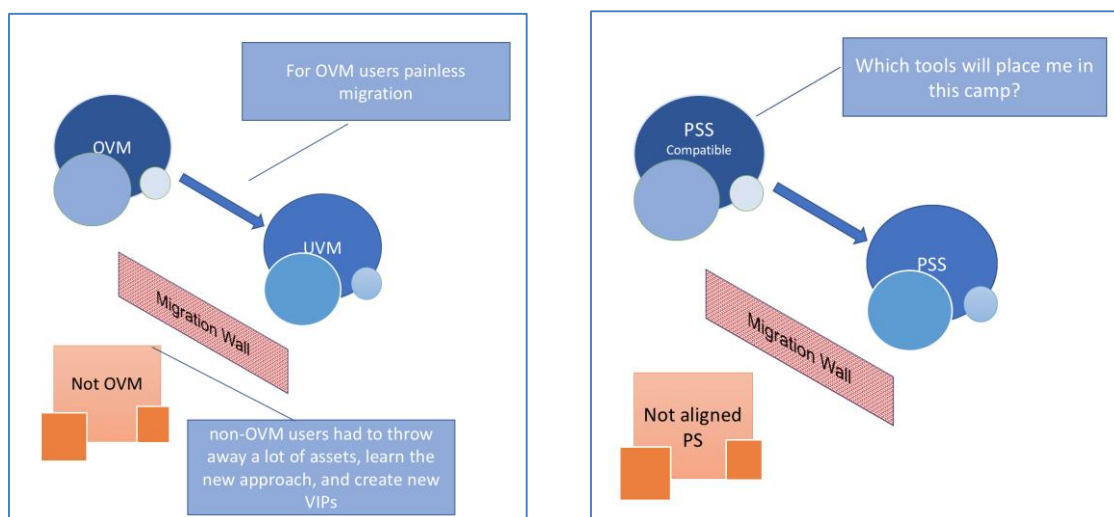 For OVM users painless
migration
OVM
UVM
Migration Wall
Not OVM
non-OVM users had to throw
away a lot of assets, learn the
new approach, and create new
VIPs
Which tools will place me in
this camp?
PSS
Compatible
PSS
Migration Wall
Not aligned
PS